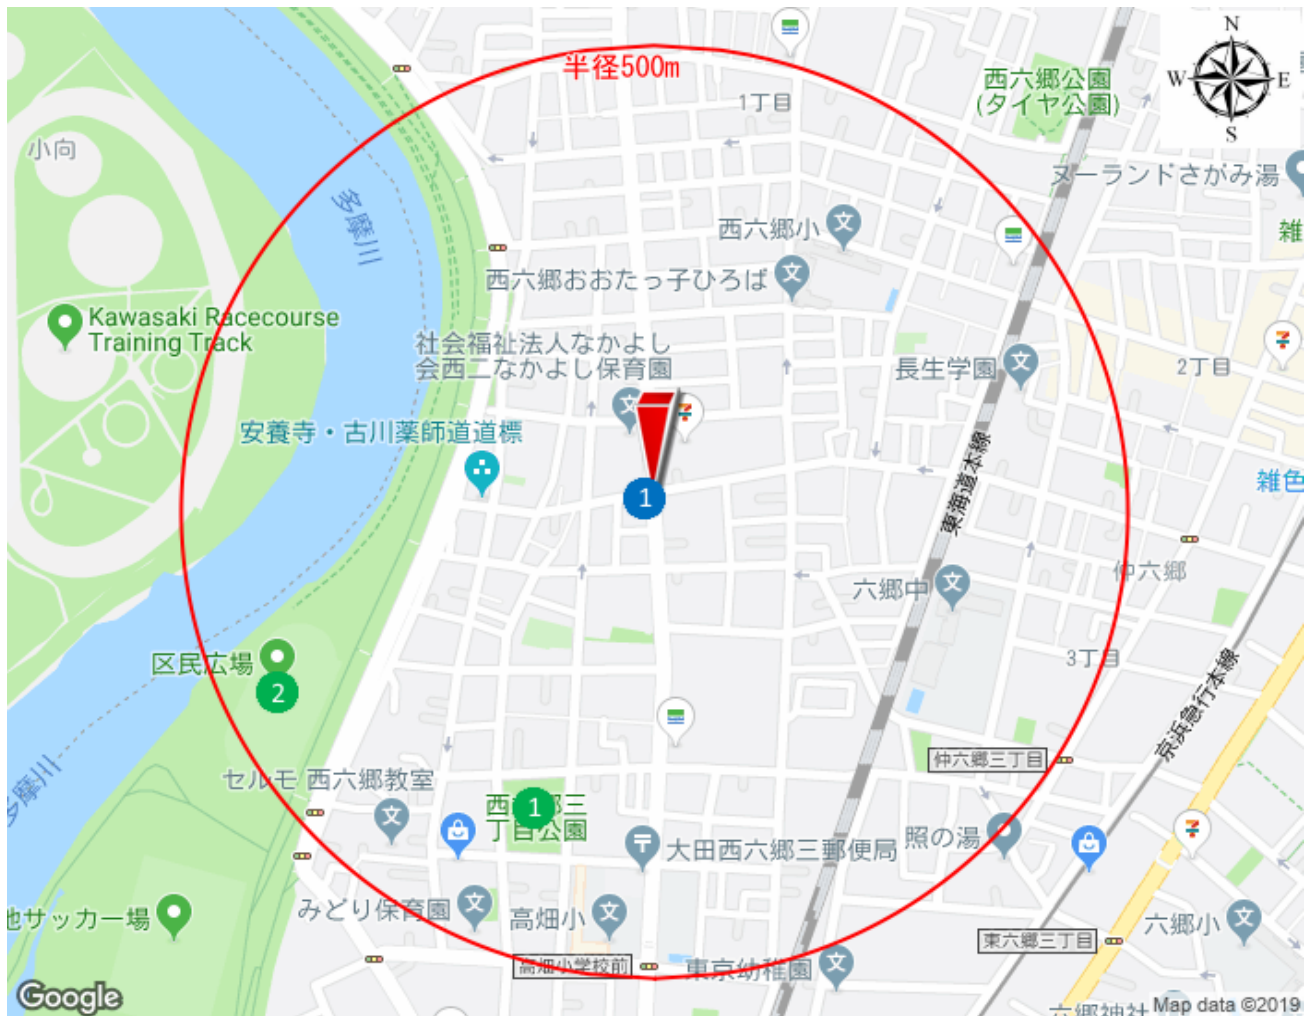 N
W
E
S
半径500m
西六郷公園
(タイヤ公園)
1丁目
小向
ヌーランドさがみ湯
多摩川
西六郷小
雑
西六郷おおたっ子ひろば
Kawasaki Racecourse
Training Track
社会福祉法人なかよし
会西二なかよし保育園
長生学園
2丁目
安養寺・古川薬師道道標
東海道本線
雑色
1
仲六郷
六郷中
区民広場
2
3丁目
京浜急行本線
多摩川
仲六郷三丁目
セルモ 西六郷教室
1
丁目公園
大田西六郷三郵便局
照の湯
みどり保育園
高畑小
地サッカー場
六郷小
東六郷三丁目
高畑小学校前
東京幼稚園
六郷神社
Google
Map data ©2019